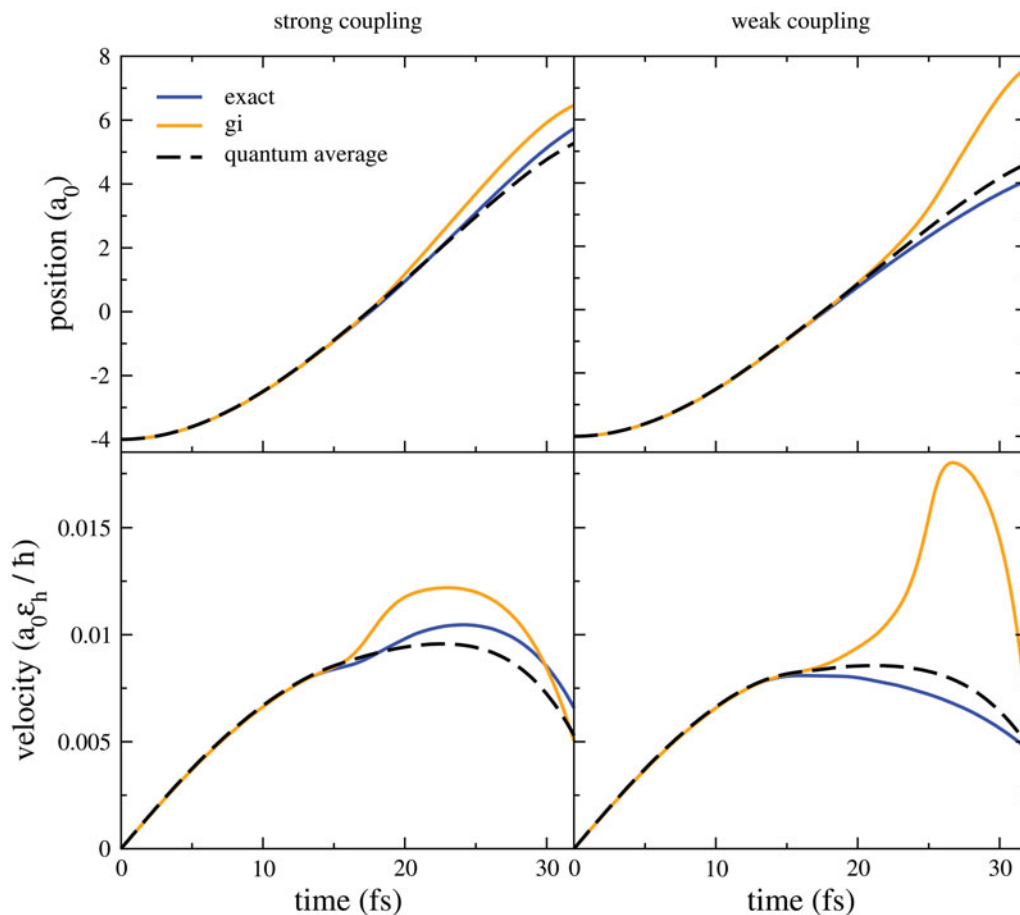 strong coupling
weak coupling
8
6
4
2
0
-2
-4
position (a₀)
exact
gi
quantum average
0.015
0.01
0.005
0
velocity (a₀ε_h / ħ)
0
10
20
30
0
10
20
30
time (fs)
time (fs)